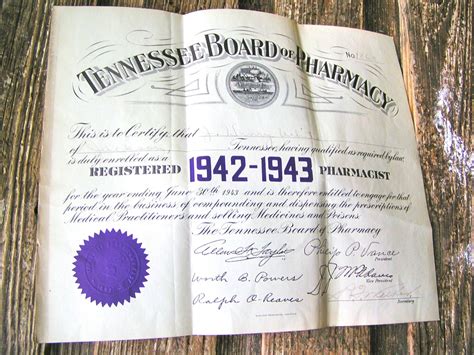 TENNESSEE BOARD OF PHARMACY
No.
This is to Certify, that
Tennessee, having qualified as required by law,
is duly enrolled as a
REGISTERED 1942-1943 PHARMACIST
for the year ending June 30th 1943 and is therefore entitled to engage for that
period in the business of compounding and dispensing the prescriptions of
Medical Practitioners and selling Medicines and Poisons
The Tennessee Board of Pharmacy
Philip P. Vance
Worth B. Powers
Vice President
Ralph O. Reaves
Secretary